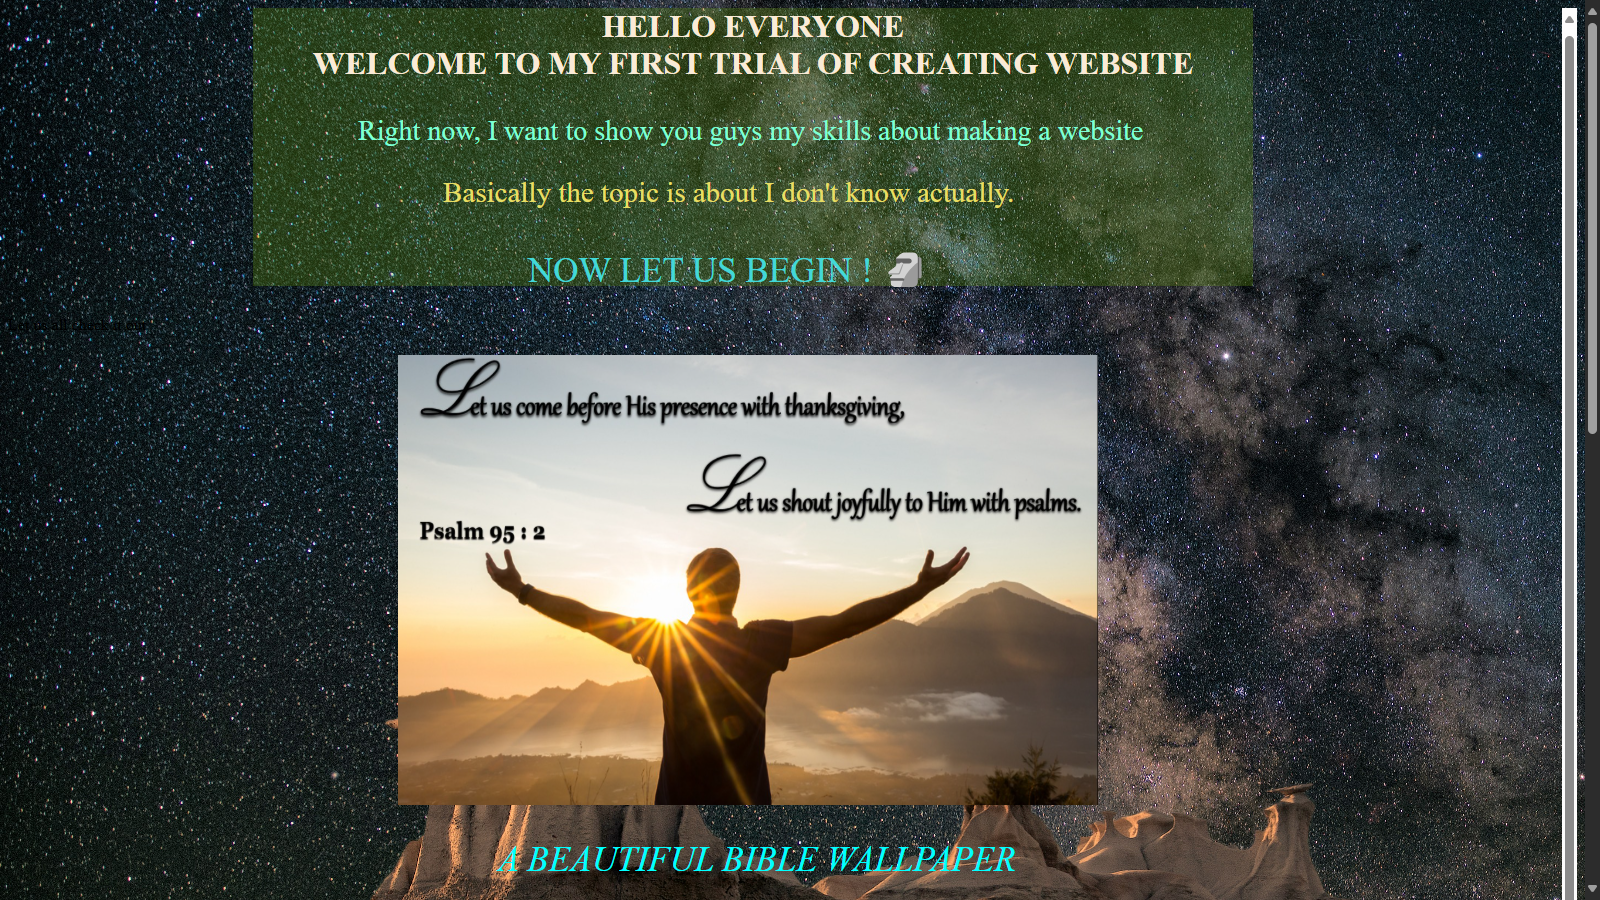 HELLO EVERYONE
WELCOME TO MY FIRST TRIAL OF CREATING WEBSITE
Right now, I want to show you guys my skills about making a website
Basically the topic is about I don't know actually.
NOW LET US BEGIN ! 🗿
Let us come before His presence with thanksgiving,
Let us shout joyfully to Him with psalms.
Psalm 95 : 2
A BEAUTIFUL BIBLE WALLPAPER